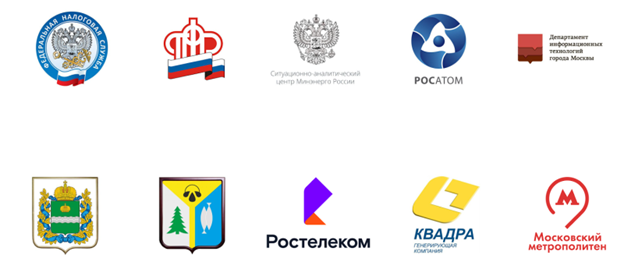 ФЕДЕРАЛЬНАЯ НАЛОГОВАЯ СЛУЖБА
Ситуационно-аналитический
центр Минэнерго России
РОСАТОМ
Департамент
информационных
технологий
города Москвы
Ростелеком
КВАДРА
ГЕНЕРИРУЮЩАЯ
КОМПАНИЯ
М
Московский
метрополитен